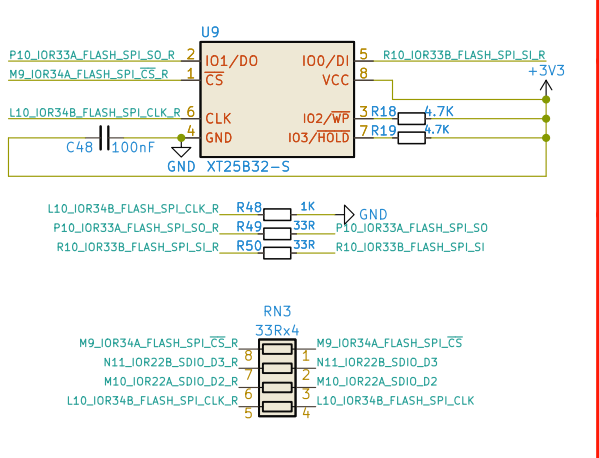 U9
P10_IOR33A_FLASH_SPI_SO_R 2 IO1/DO IO0/DI 5 R10_IOR33B_FLASH_SPI_SI_R
M9_IOR34A_FLASH_SPI_CS_R 1 CS VCC 8 +3V3
L10_IOR34B_FLASH_SPI_CLK_R 6 CLK IO2/WP 3 R18 4.7K
4 GND IO3/HOLD 7 R19 4.7K
C48 100nF GND XT25B32-S
L10_IOR34B_FLASH_SPI_CLK_R R48 1K GND
P10_IOR33A_FLASH_SPI_SO_R R49 33R P10_IOR33A_FLASH_SPI_SO
R10_IOR33B_FLASH_SPI_SI_R R50 33R R10_IOR33B_FLASH_SPI_SI
RN3
33Rx4
M9_IOR34A_FLASH_SPI_CS_R 8 1 M9_IOR34A_FLASH_SPI_CS
N11_IOR22B_SDIO_D3_R 7 2 N11_IOR22B_SDIO_D3
M10_IOR22A_SDIO_D2_R 6 3 M10_IOR22A_SDIO_D2
L10_IOR34B_FLASH_SPI_CLK_R 5 4 L10_IOR34B_FLASH_SPI_CLK